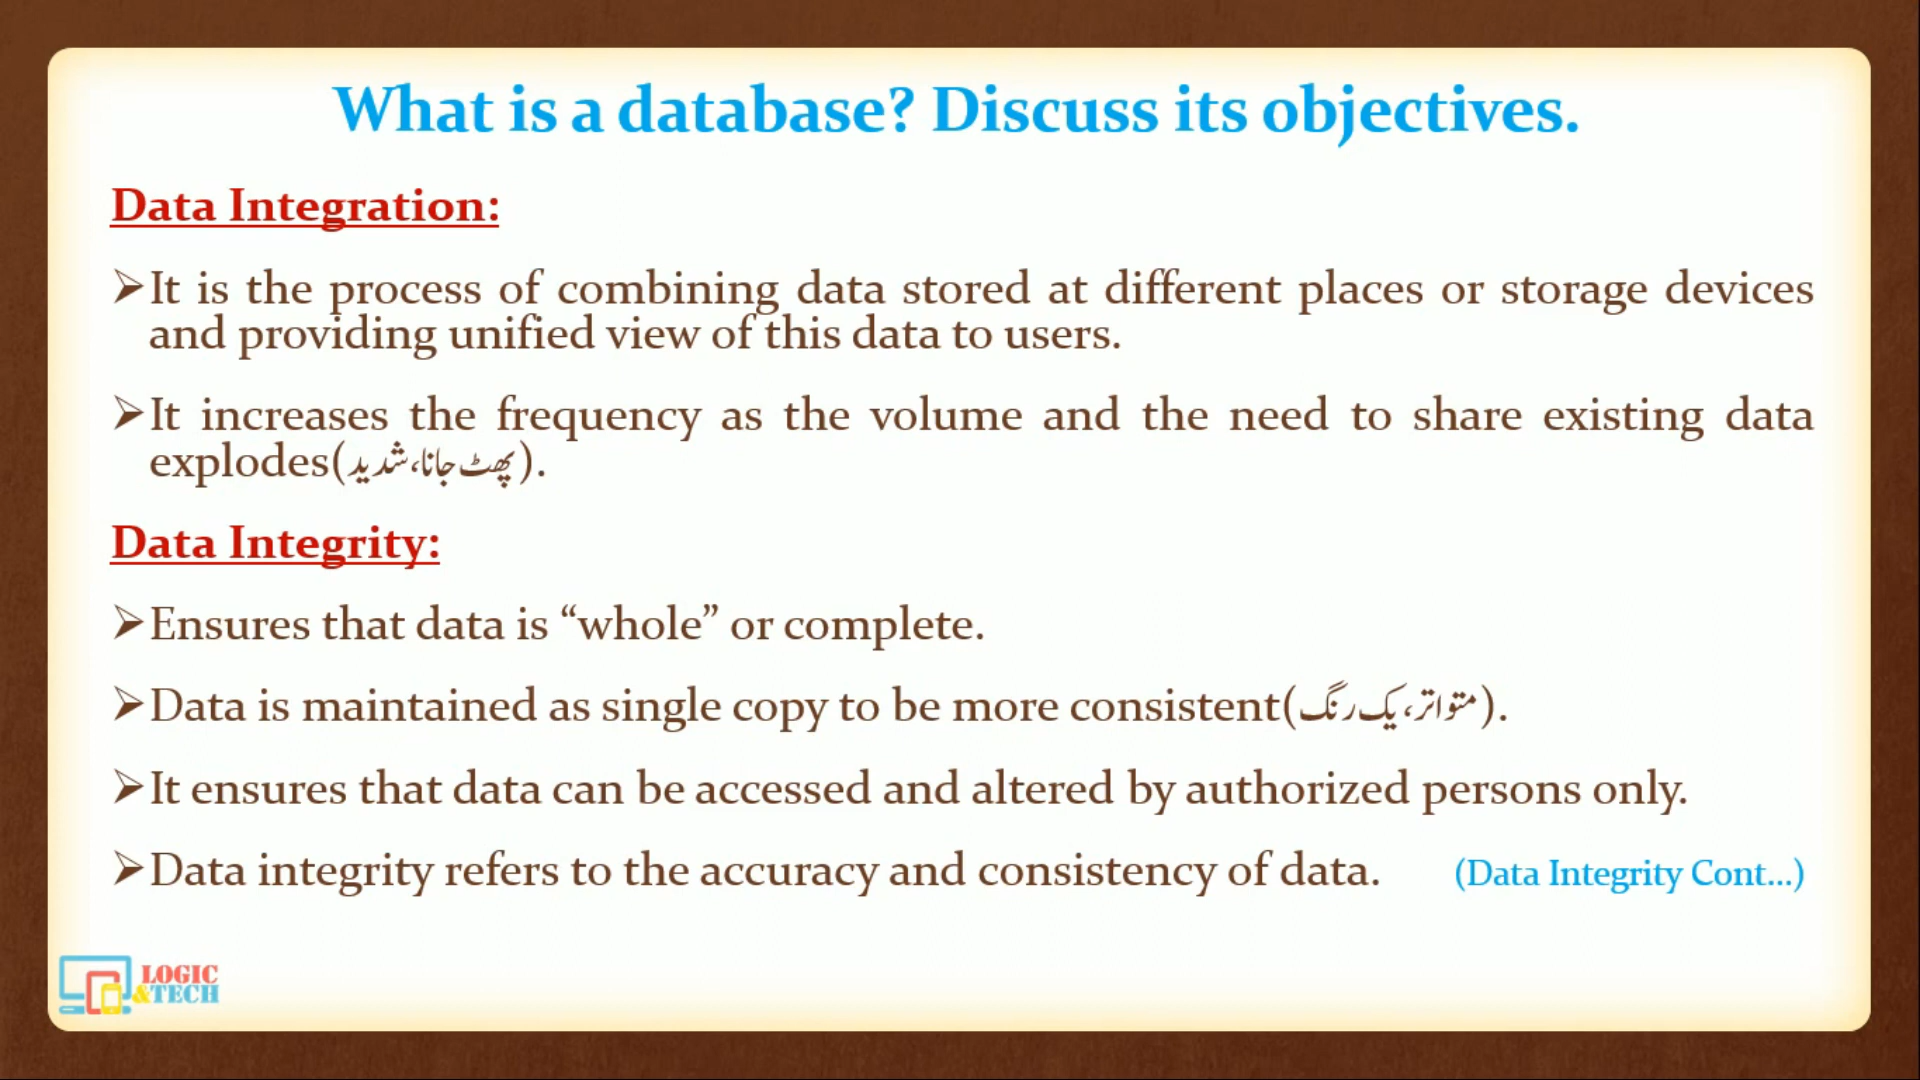 What is a database? Discuss its objectives.
Data Integration:
➢It is the process of combining data stored at different places or storage devices
and providing unified view of this data to users.
➢It increases the frequency as the volume and the need to share existing data
explodes(پھٹ جانا،شدید).
Data Integrity:
➢Ensures that data is “whole” or complete.
➢Data is maintained as single copy to be more consistent(متواتر،یک رنگ).
➢It ensures that data can be accessed and altered by authorized persons only.
➢Data integrity refers to the accuracy and consistency of data. (Data Integrity Cont...)
LOGIC
&TECH